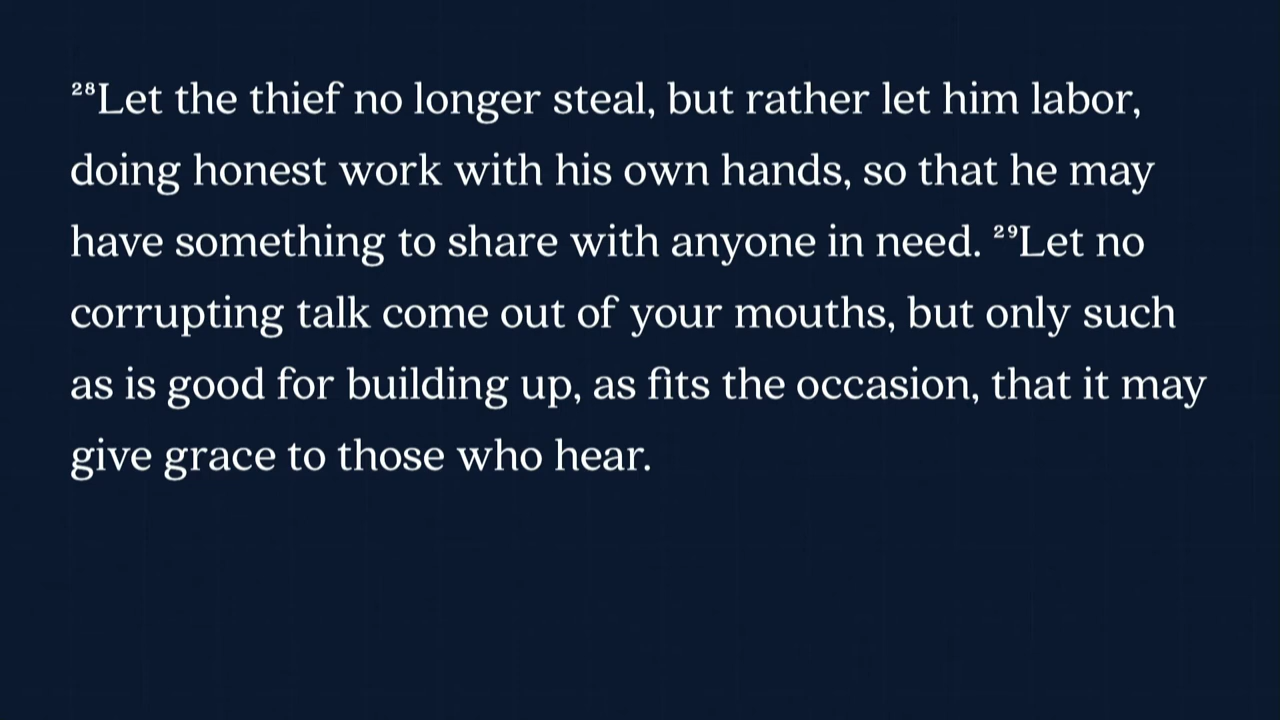 ²⁸Let the thief no longer steal, but rather let him labor,
doing honest work with his own hands, so that he may
have something to share with anyone in need. ²⁹Let no
corrupting talk come out of your mouths, but only such
as is good for building up, as fits the occasion, that it may
give grace to those who hear.